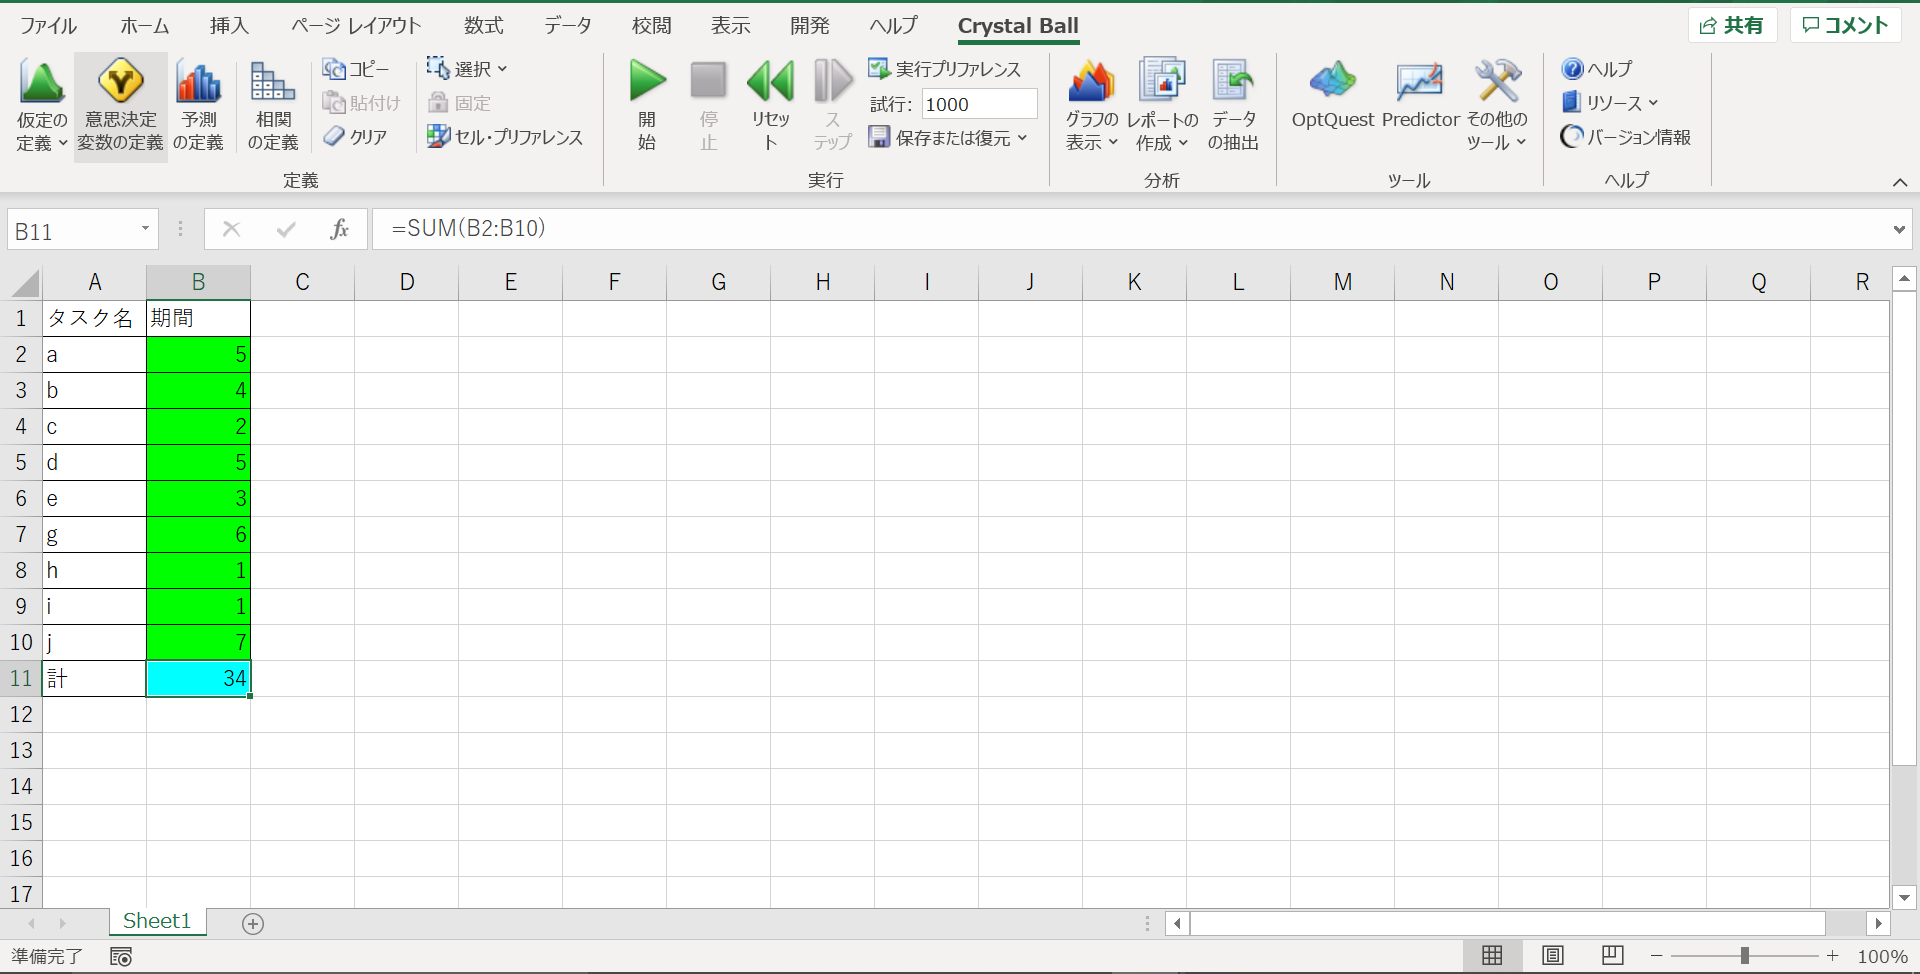 ファイル ホーム 挿入 ページ レイアウト 数式 データ 校閲 表示 開発 ヘルプ Crystal Ball 共有 コメント
仮定の
定義
意思決定
変数の定義
予測
の定義
相関
の定義
コピー
貼付け
クリア
選択
固定
セル・プリファレンス
定義
開
始
停
止
リセッ
ト
ス
テップ
実行プリファレンス
試行: 1000
保存または復元
実行
グラフの
表示
レポートの
作成
データ
の抽出
分析
OptQuest
Predictor
その他の
ツール
ツール
ヘルプ
リソース
バージョン情報
ヘルプ
B11 fx =SUM(B2:B10)
A B C D E F G H I J K L M N O P Q R
1 タスク名 期間
2 a 5
3 b 4
4 c 2
5 d 5
6 e 3
7 g 6
8 h 1
9 i 1
10 j 7
11 計 34
12
13
14
15
16
17
Sheet1
準備完了 100%